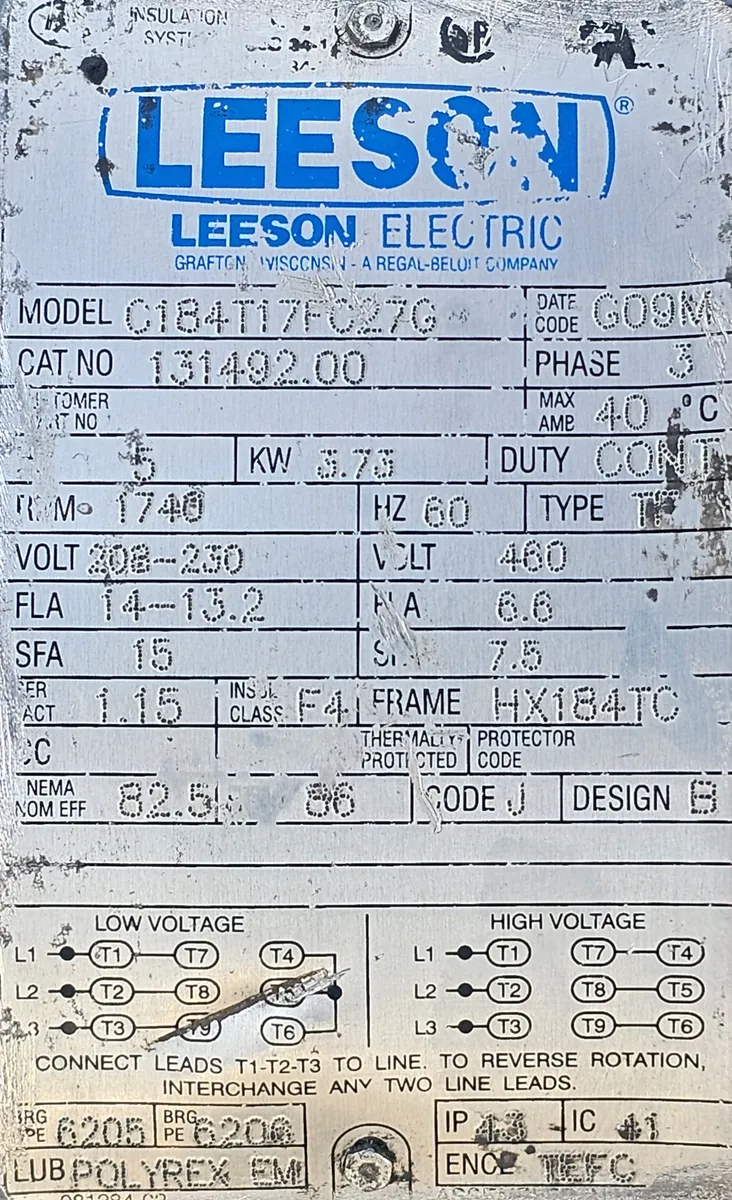 INSULATION
LEESON®
LEESON ELECTRIC
GRAFTON WISCONSIN - A REGAL-BELOIT COMPANY
MODEL C184T17FC27G DATE CODE G09M
CAT NO 131492.00 PHASE 3
MAX AMB 40 °C
5 KW 3.73 DUTY CONT
1740 HZ 60 TYPE TF
VOLT 208-230 VOLT 460
FLA 14-13.2 FLA 6.6
SFA 15 7.5
1.15 INSUL CLASS F4 FRAME HX184TC
THERMALLY PROTECTED PROTECTOR CODE
NEMA NOM EFF 82.5 86 CODE J DESIGN B
LOW VOLTAGE HIGH VOLTAGE
L1 T1 T7 T4 L1 T1 T7 T4
L2 T2 T8 L2 T2 T8 T5
L3 T3 T9 T6 L3 T3 T9 T6
CONNECT LEADS T1-T2-T3 TO LINE. TO REVERSE ROTATION,
INTERCHANGE ANY TWO LINE LEADS.
BRG 6205 BRG 6206 IP 43 IC 41
LUB POLYREX EM ENCL TEFC